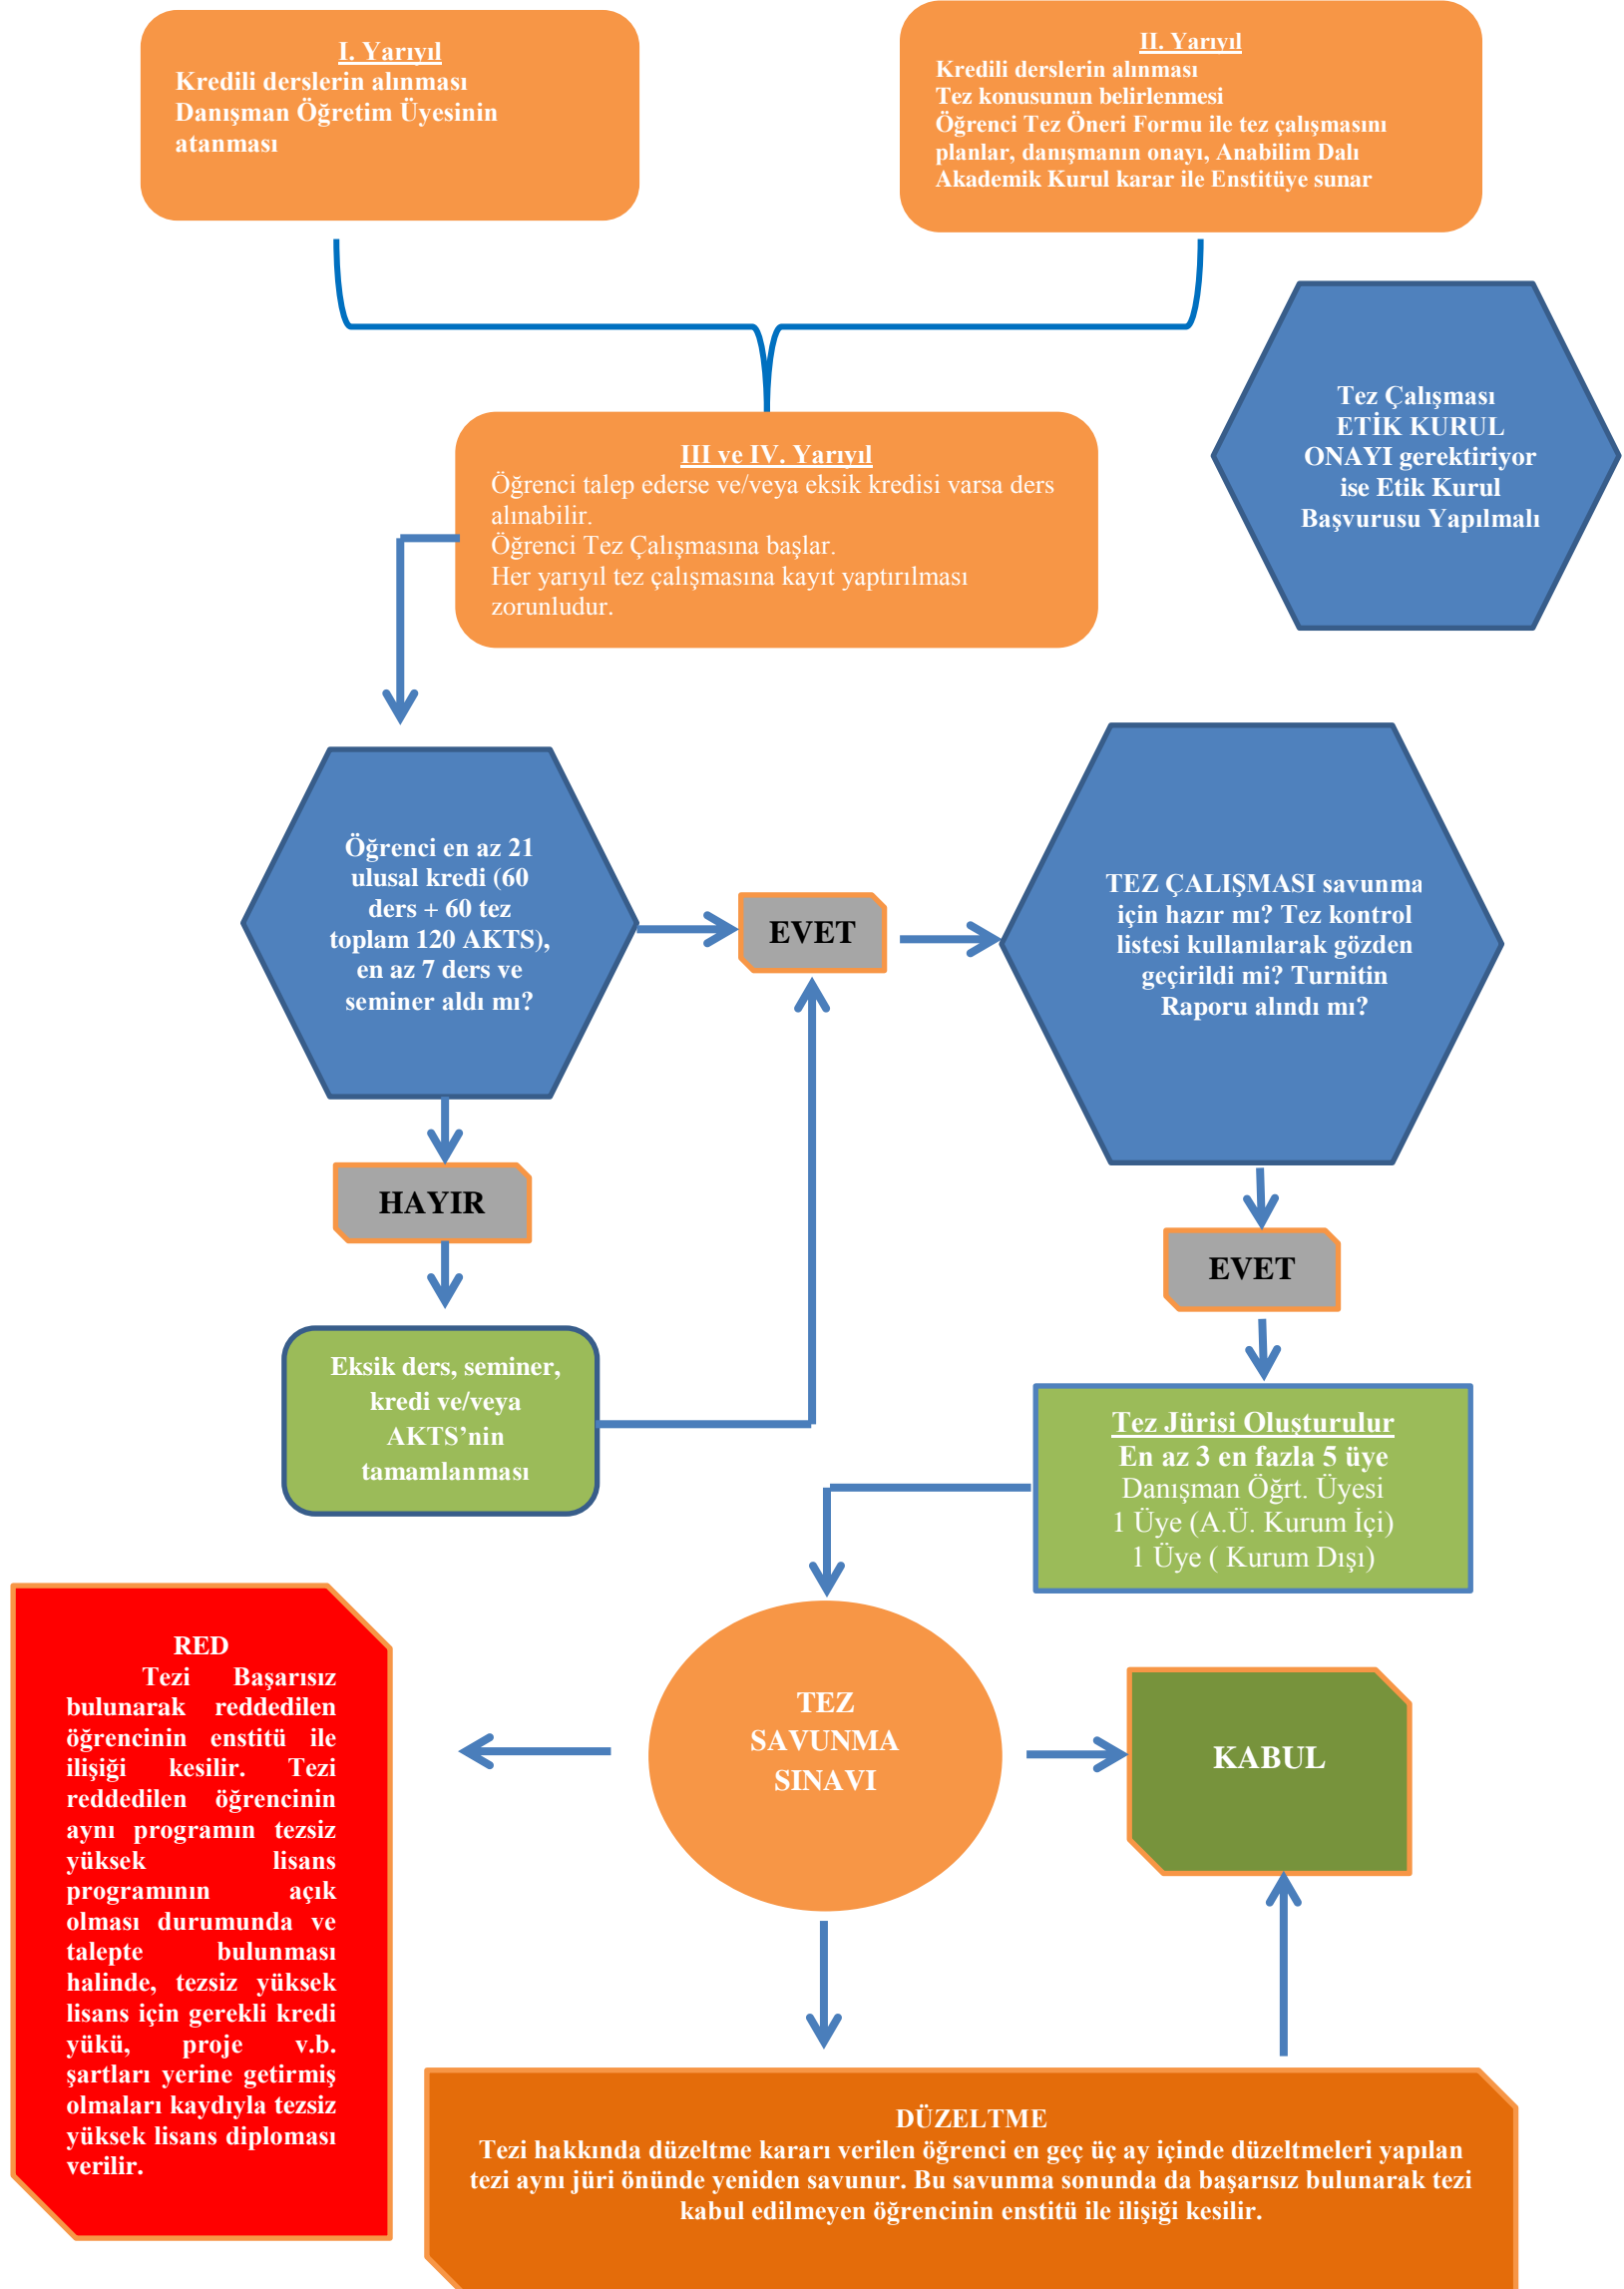 I. Yarıyıl
Kredili derslerin alınması
Danışman Öğretim Üyesinin
atanması
II. Yarıyıl
Kredili derslerin alınması
Tez konusunun belirlenmesi
Öğrenci Tez Öneri Formu ile tez çalışmasını
planlar, danışmanın onayı, Anabilim Dalı
Akademik Kurul karar ile Enstitüye sunar
Tez Çalışması
ETİK KURUL
ONAYI gerektiriyor
ise Etik Kurul
Başvurusu Yapılmalı
III ve IV. Yarıyıl
Öğrenci talep ederse ve/veya eksik kredisi varsa ders
alınabilir.
Öğrenci Tez Çalışmasına başlar.
Her yarıyıl tez çalışmasına kayıt yaptırılması
zorunludur.
Öğrenci en az 21
ulusal kredi (60
ders + 60 tez
toplam 120 AKTS),
en az 7 ders ve
seminer aldı mı?
EVET
TEZ ÇALIŞMASI savunma
için hazır mı? Tez kontrol
listesi kullanılarak gözden
geçirildi mi? Turnitin
Raporu alındı mı?
HAYIR
EVET
Eksik ders, seminer,
kredi ve/veya
AKTS’nin
tamamlanması
Tez Jürisi Oluşturulur
En az 3 en fazla 5 üye
Danışman Öğrt. Üyesi
1 Üye (A.Ü. Kurum İçi)
1 Üye ( Kurum Dışı)
RED
Tezi Başarısız
bulunarak reddedilen
öğrencinin enstitü ile
ilişiği kesilir. Tezi
reddedilen öğrencinin
aynı programın tezsiz
yüksek lisans
programının açık
olması durumunda ve
talepte bulunması
halinde, tezsiz yüksek
lisans için gerekli kredi
yükü, proje v.b.
şartları yerine getirmiş
olmaları kaydıyla tezsiz
yüksek lisans diploması
verilir.
TEZ
SAVUNMA
SINAVI
KABUL
DÜZELTME
Tezi hakkında düzeltme kararı verilen öğrenci en geç üç ay içinde düzeltmeleri yapılan
tezi aynı jüri önünde yeniden savunur. Bu savunma sonunda da başarısız bulunarak tezi
kabul edilmeyen öğrencinin enstitü ile ilişiği kesilir.